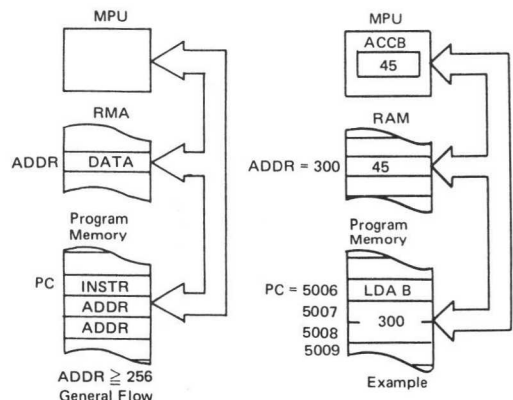 MPU
RMA
ADDR
DATA
Program
Memory
PC
INSTR
ADDR
ADDR
ADDR ≧ 256
General Flow
MPU
ACCB
45
RAM
ADDR = 300
45
Program
Memory
PC = 5006
LDA B
5007
300
5008
5009
Example